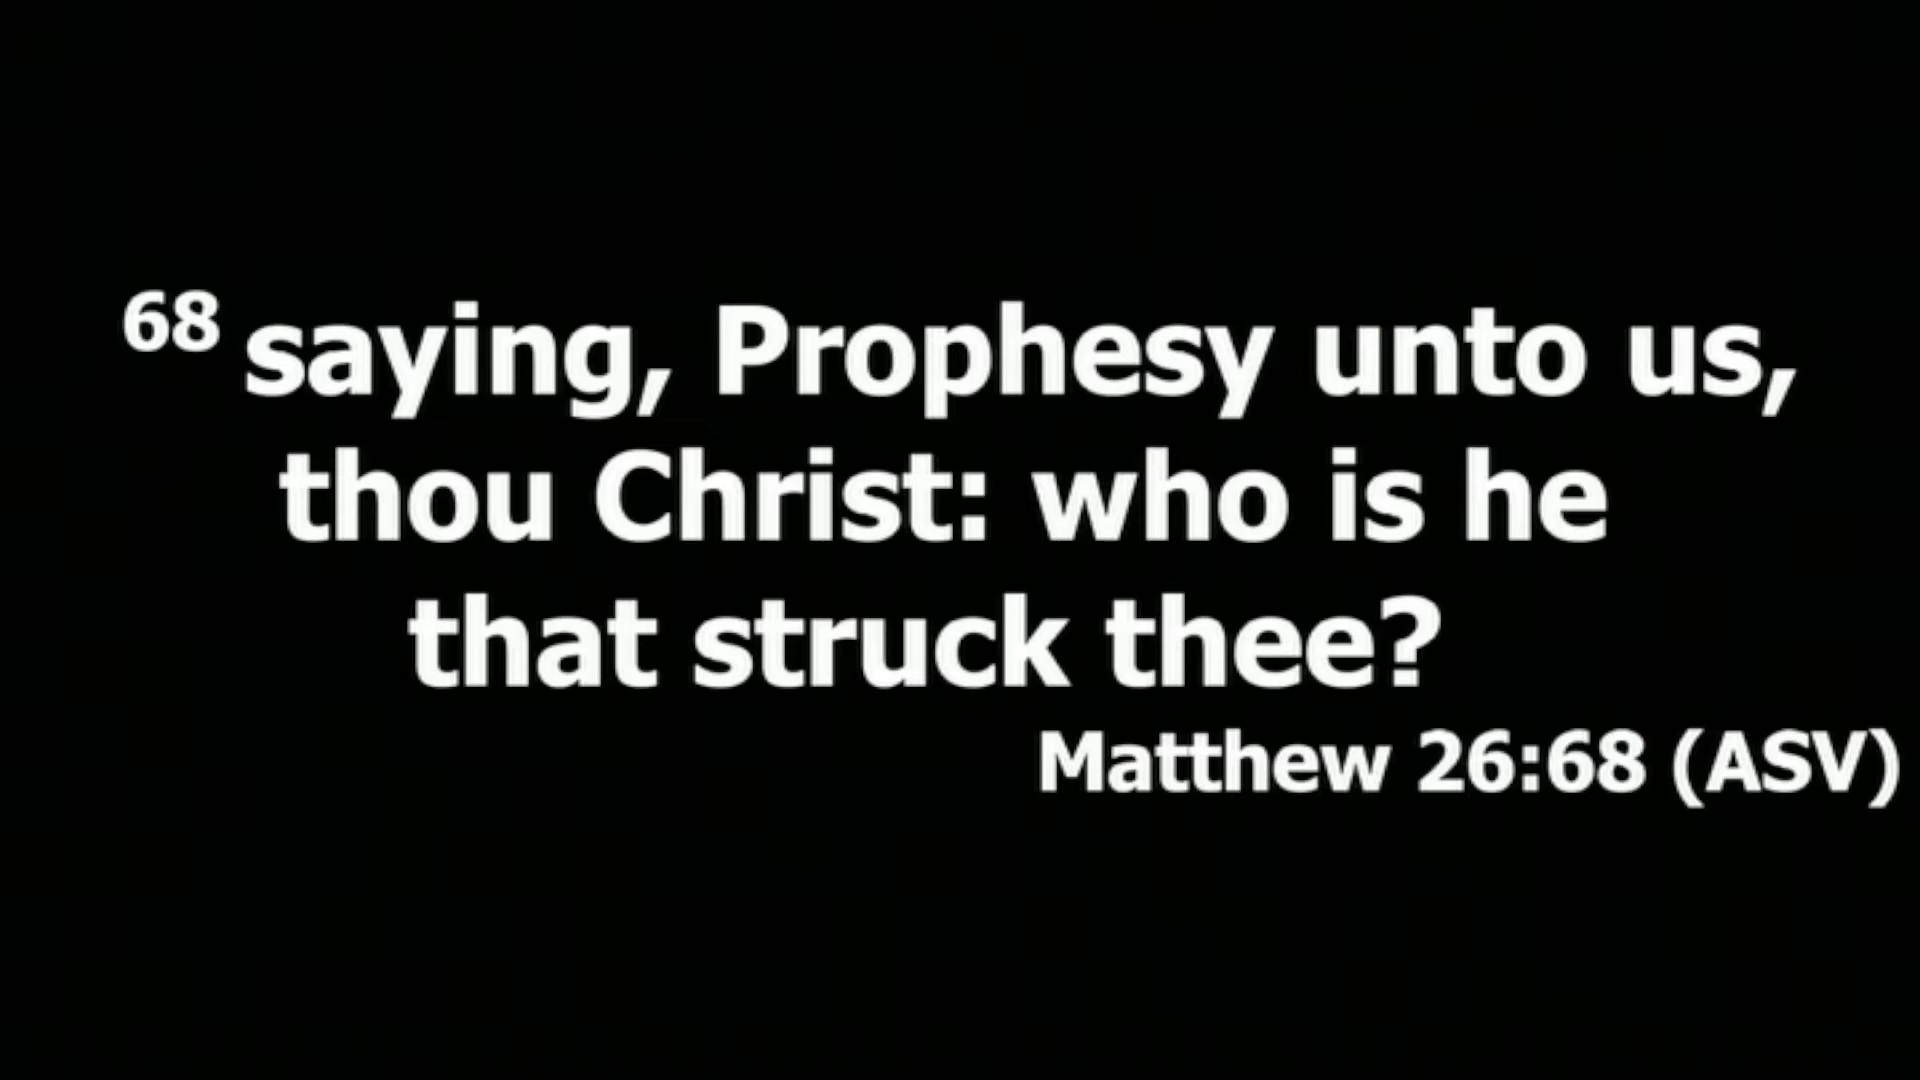 68 saying, Prophesy unto us,
thou Christ: who is he
that struck thee?
Matthew 26:68 (ASV)